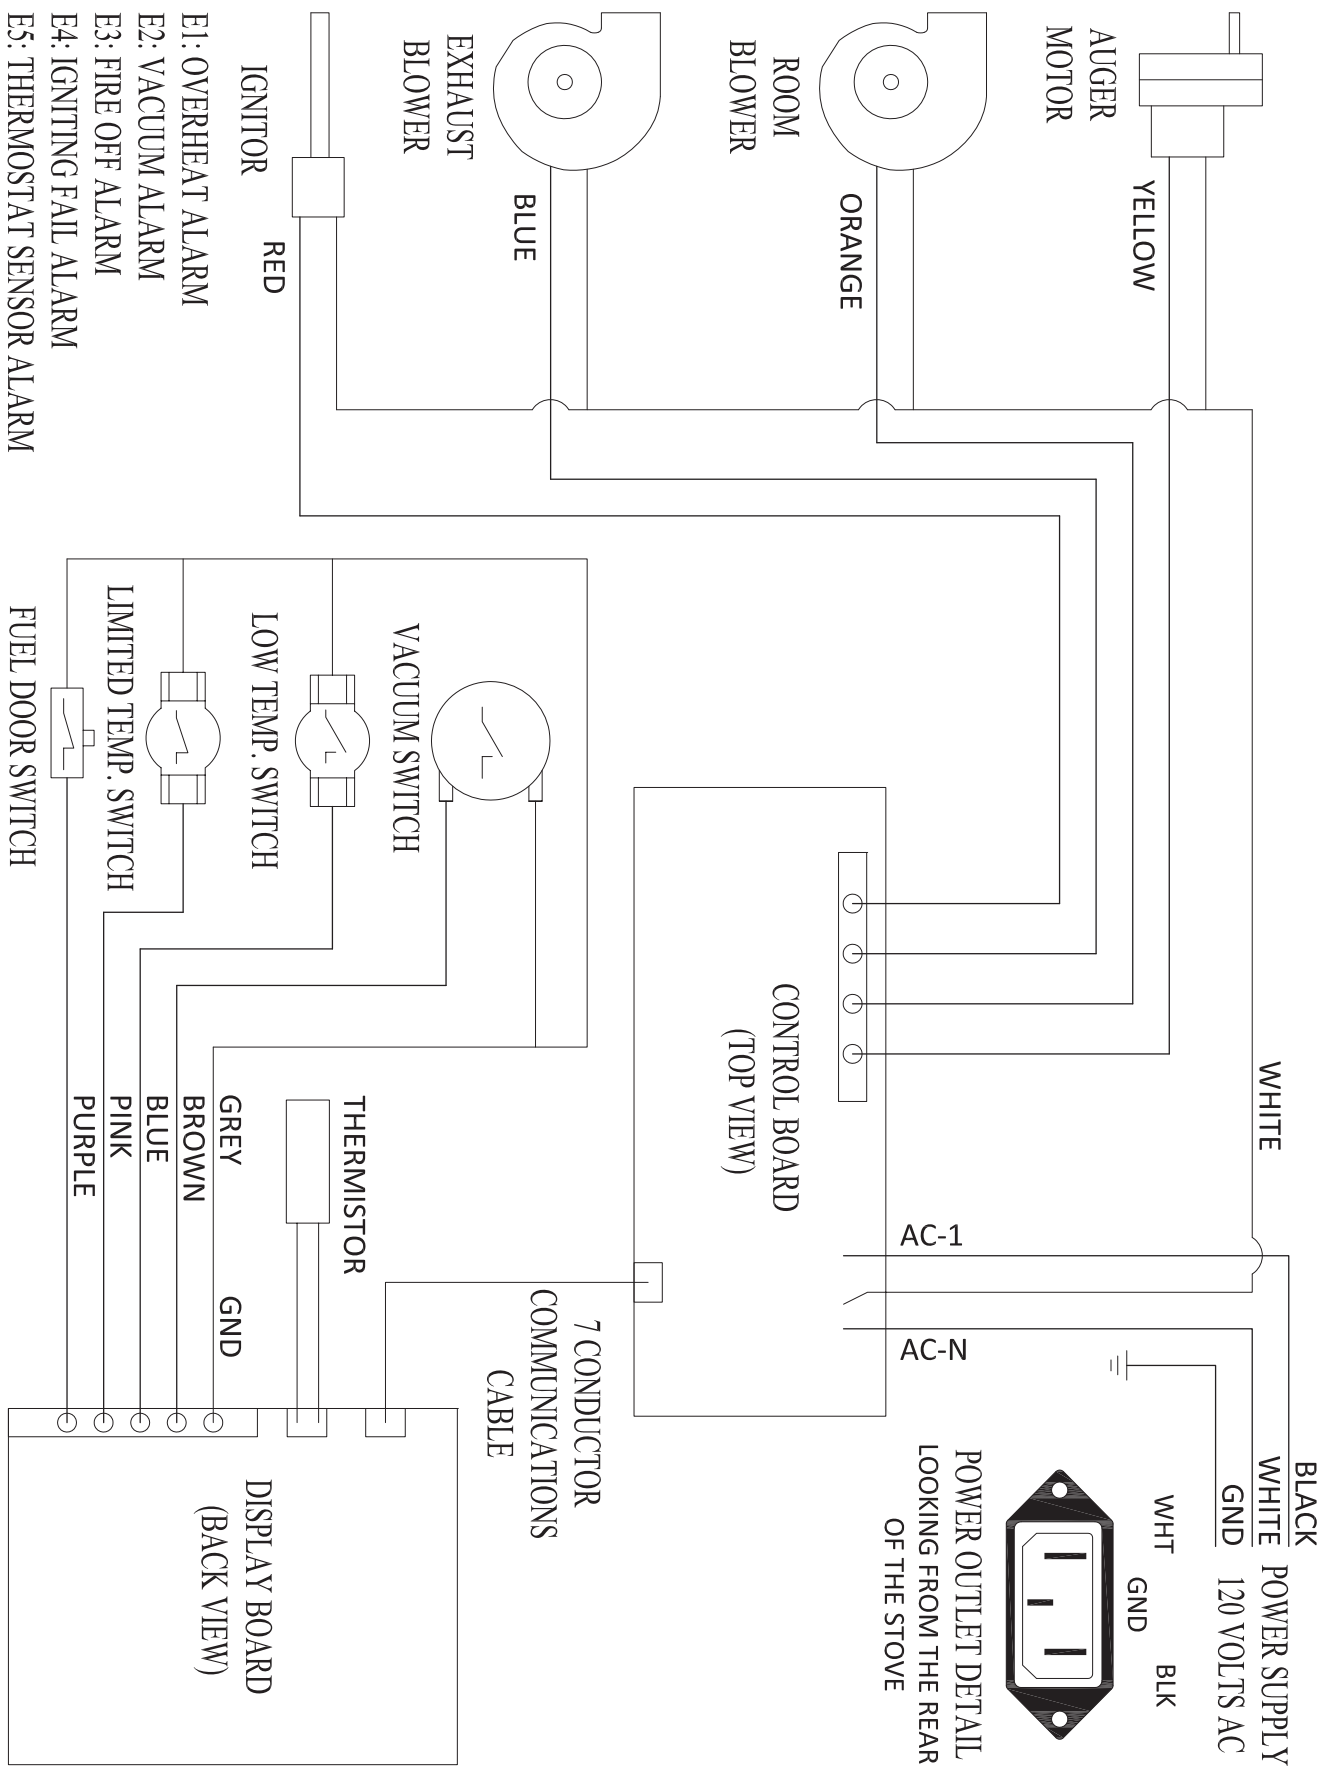 AUGER
MOTOR
YELLOW
ROOM
BLOWER
ORANGE
EXHAUST
BLOWER
BLUE
IGNITOR
RED
E1: OVERHEAT ALARM
E2: VACUUM ALARM
E3: FIRE OFF ALARM
E4: IGNITING FAIL ALARM
E5: THERMOSTAT SENSOR ALARM
WHITE
CONTROL BOARD
(TOP VIEW)
AC-1
AC-N
VACUUM SWITCH
LOW TEMP. SWITCH
LIMITED TEMP. SWITCH
FUEL DOOR SWITCH
THERMISTOR
GREY
GND
BROWN
BLUE
PINK
PURPLE
7 CONDUCTOR
COMMUNICATIONS
CABLE
BLACK
WHITE
GND
POWER SUPPLY
120 VOLTS AC
WHT
GND
BLK
POWER OUTLET DETAIL
LOOKING FROM THE REAR
OF THE STOVE
DISPLAY BOARD
(BACK VIEW)